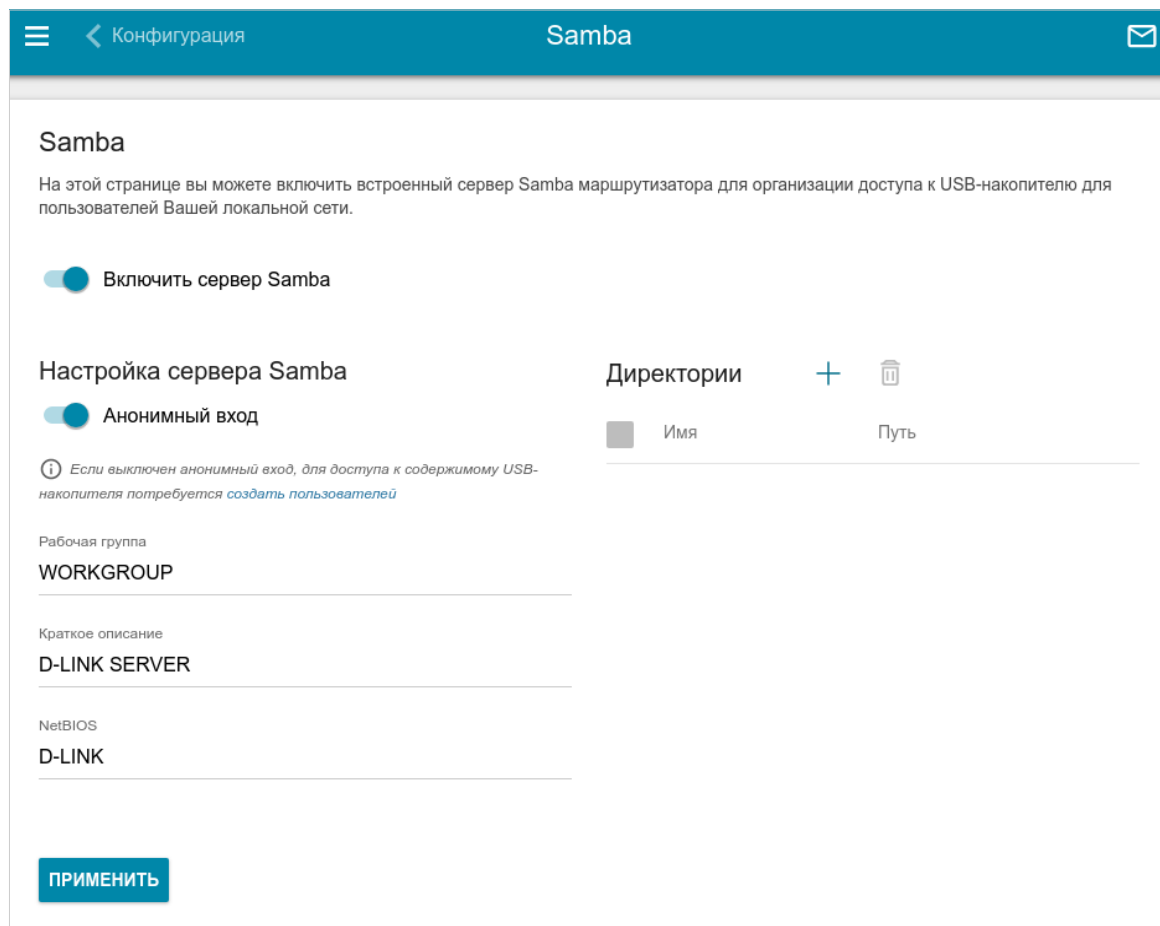 Конфигурация
Samba
Samba
На этой странице вы можете включить встроенный сервер Samba маршрутизатора для организации доступа к USB-накопителю для
пользователей Вашей локальной сети.
Включить сервер Samba
Настройка сервера Samba
Анонимный вход
Если выключен анонимный вход, для доступа к содержимому USB-
накопителя потребуется создать пользователей
Рабочая группа
WORKGROUP
Краткое описание
D-LINK SERVER
NetBIOS
D-LINK
ПРИМЕНИТЬ
Директории
Имя Путь